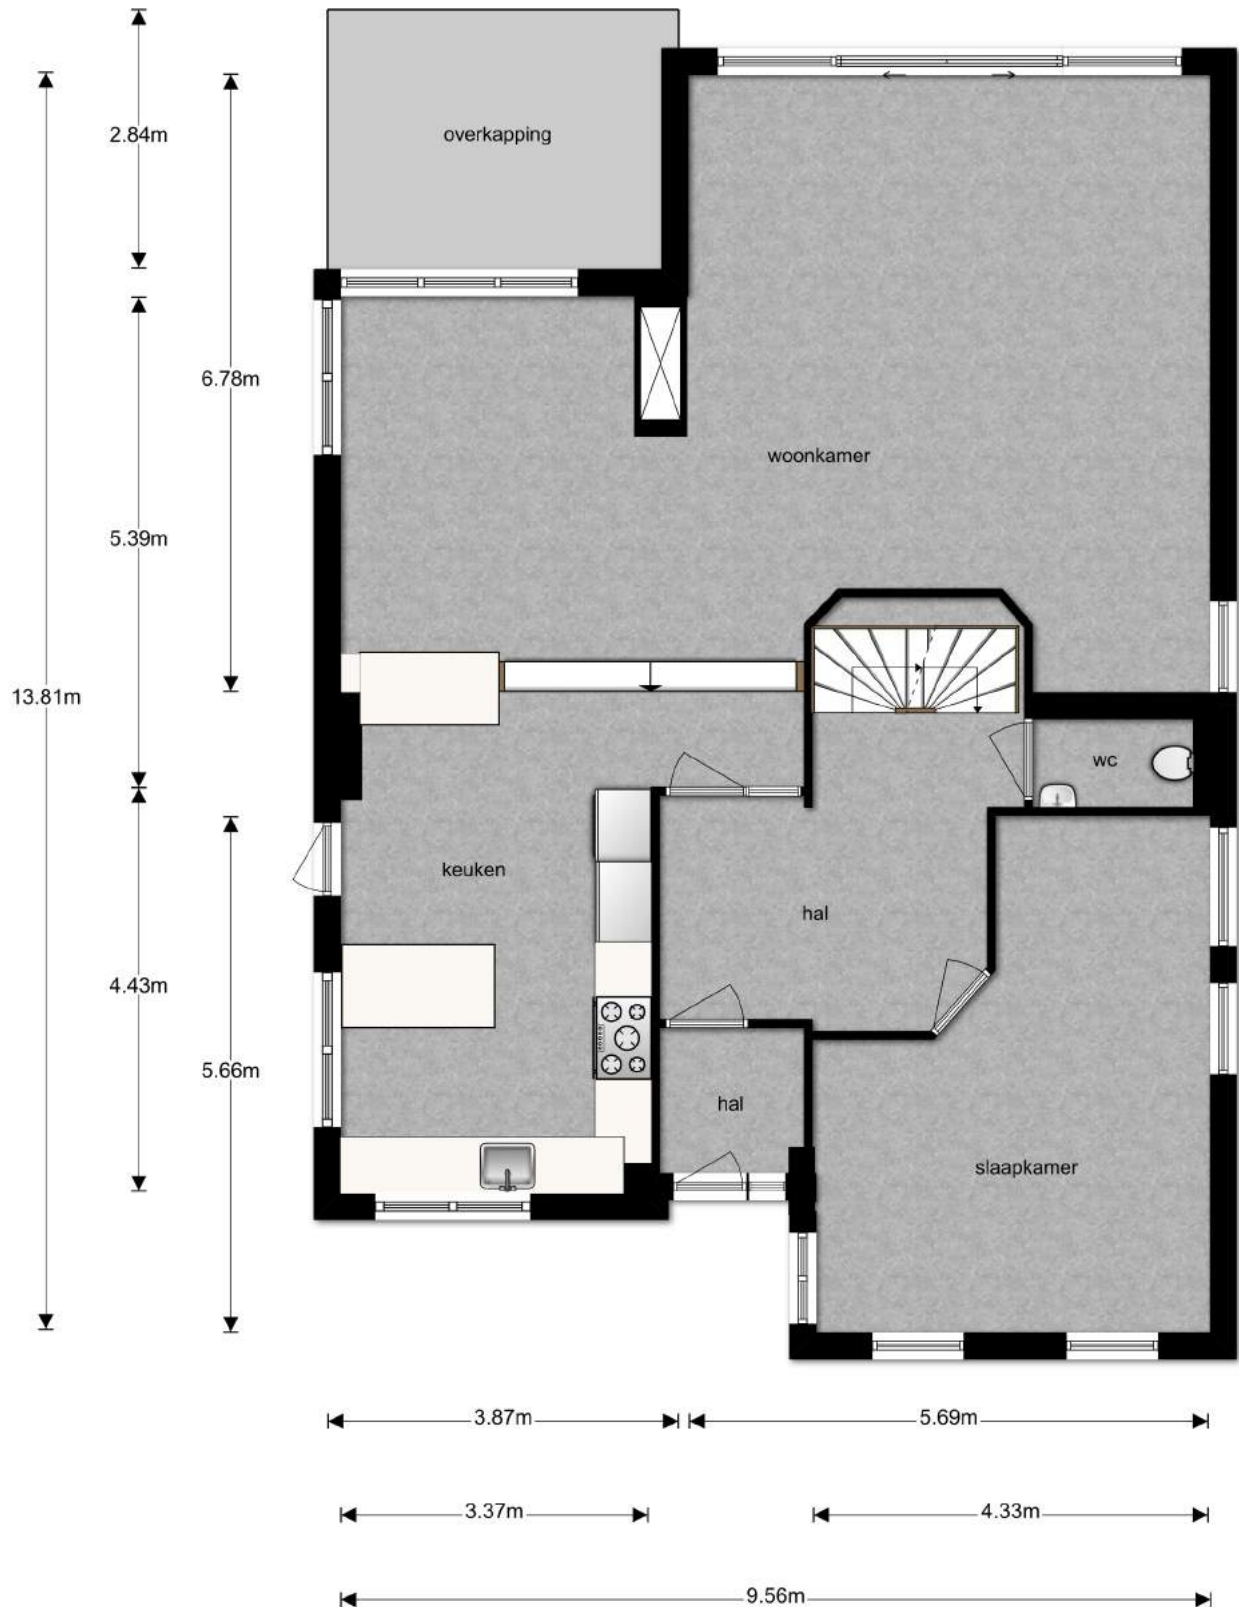 overkapping
2.84m
6.78m
woonkamer
5.39m
13.81m
wc
keuken
hal
4.43m
5.66m
hal
slaapkamer
3.87m
5.69m
3.37m
4.33m
9.56m